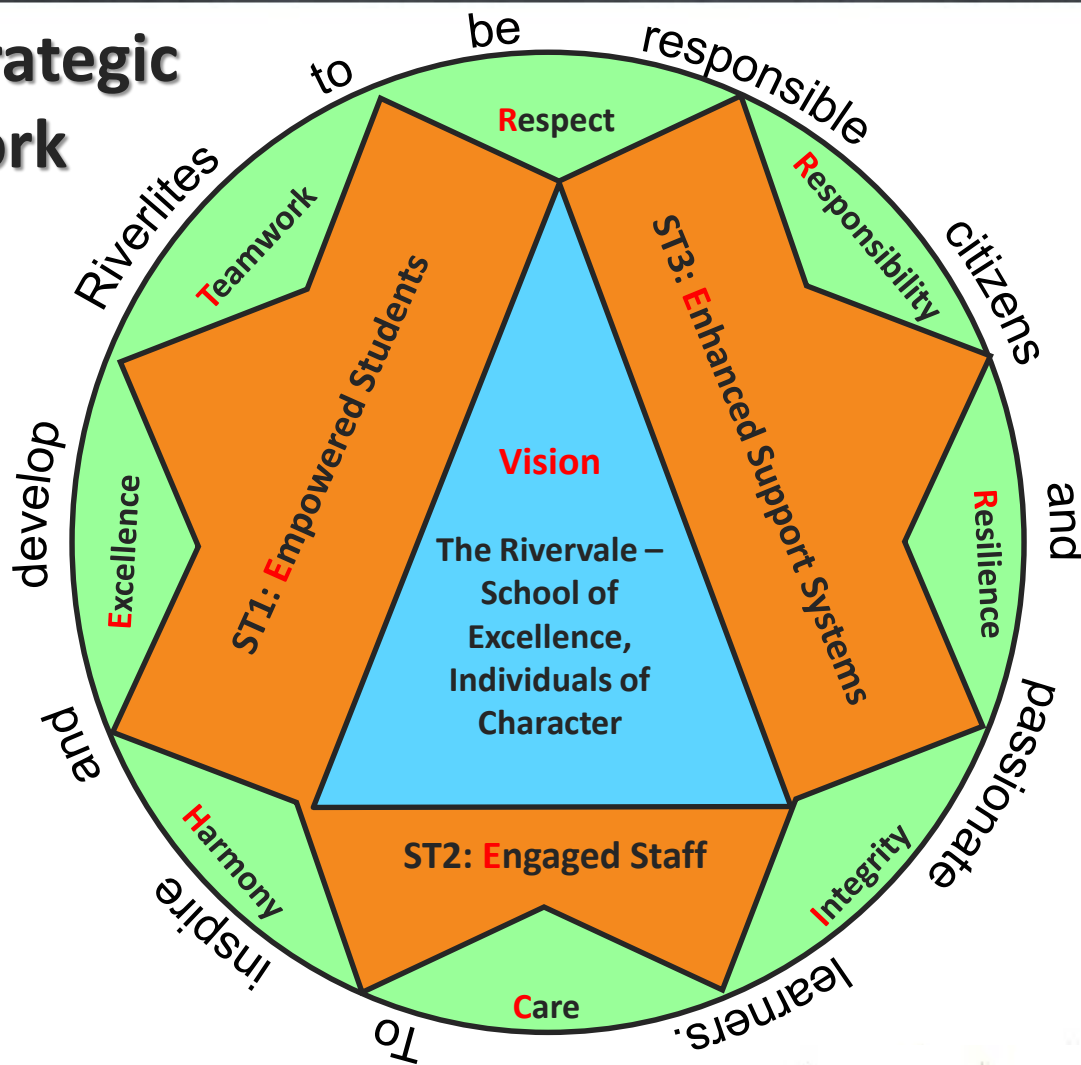 rategic
ork
To inspire and develop Riverlites to be responsible citizens and passionate learners.
Respect
Responsibility
Resilience
Integrity
Care
Harmony
Excellence
Teamwork
ST1: Empowered Students
ST3: Enhanced Support Systems
Vision
The Rivervale –
School of
Excellence,
Individuals of
Character
ST2: Engaged Staff